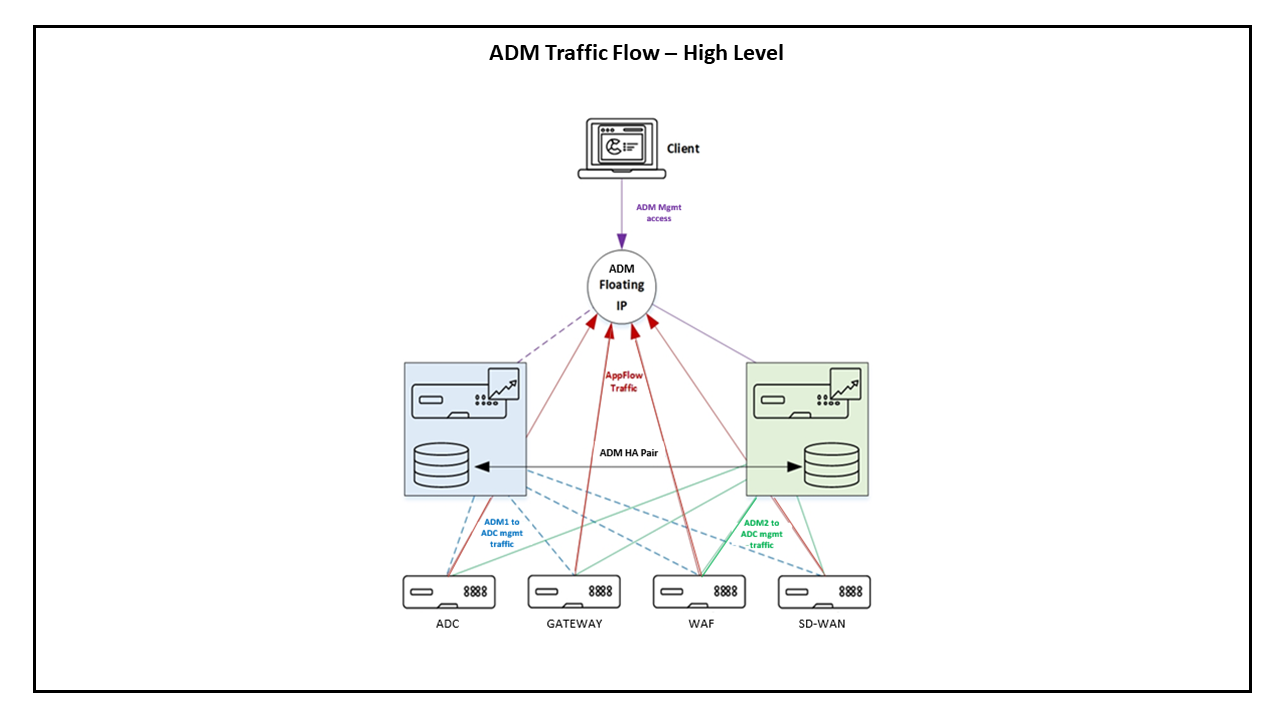 ADM Traffic Flow – High Level
Client
ADM Mgmt
access
ADM
Floating
IP
AppFlow
Traffic
ADM HA Pair
ADM1 to
ADC mgmt
traffic
ADM2 to
ADC mgmt
traffic
ADC
GATEWAY
WAF
SD-WAN